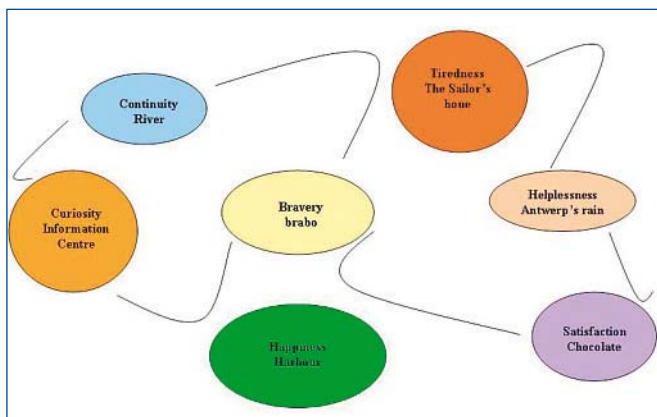 Tiredness
The Sailor's
houe
Continuity
River
Helplessness
Antwerp's rain
Curiosity
Information
Centre
Bravery
brabo
Satisfaction
Chocolate
Happiness
Harbour